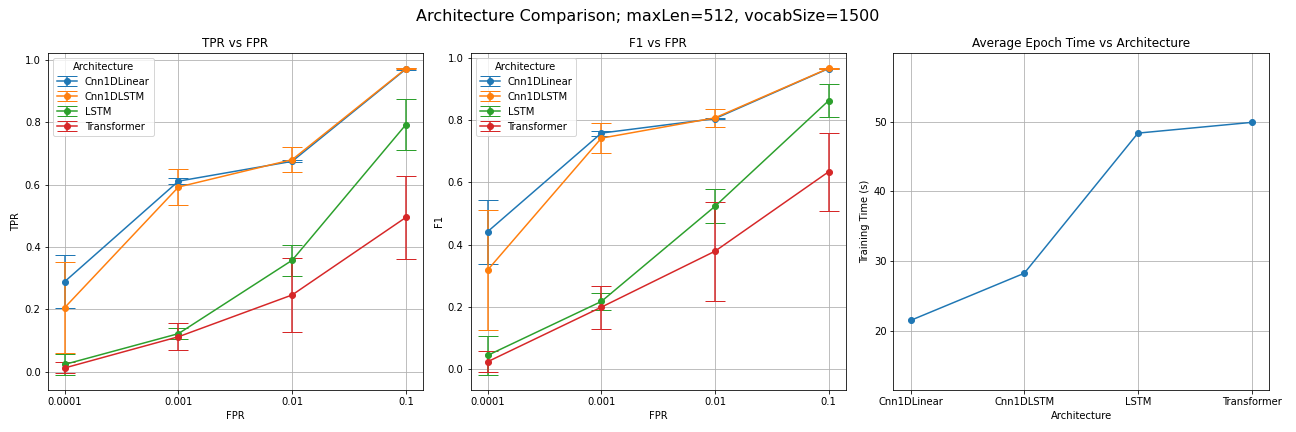 Architecture Comparison; maxLen=512, vocabSize=1500
TPR vs FPR
Architecture
Cnn1DLinear
Cnn1DLSTM
LSTM
Transformer
1.0
0.8
0.6
0.4
0.2
0.0
TPR
0.0001
0.001
0.01
0.1
FPR
F1 vs FPR
Architecture
Cnn1DLinear
Cnn1DLSTM
LSTM
Transformer
1.0
0.8
0.6
0.4
0.2
0.0
F1
0.0001
0.001
0.01
0.1
FPR
Average Epoch Time vs Architecture
50
40
30
20
Training Time (s)
Cnn1DLinear
Cnn1DLSTM
LSTM
Transformer
Architecture